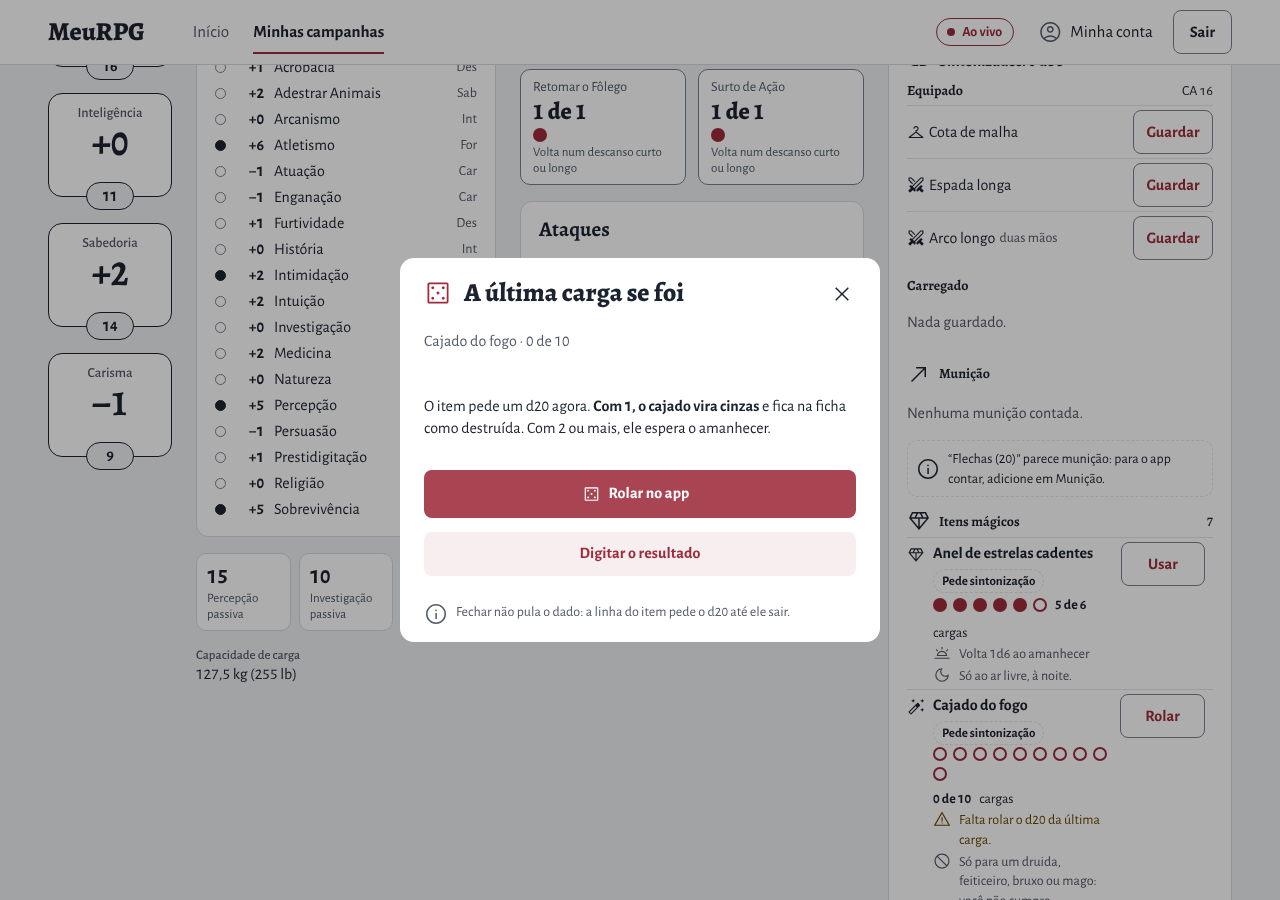 MeuRPG
Início
Minhas campanhas
Ao vivo
Minha conta
Sair
16
Inteligência
+0
11
Sabedoria
+2
14
Carisma
−1
9
+1 Acrobacia Des
+2 Adestrar Animais Sab
+0 Arcanismo Int
+6 Atletismo For
−1 Atuação Car
−1 Enganação Car
+1 Furtividade Des
+0 História Int
+2 Intimidação
+2 Intuição
+0 Investigação
+2 Medicina
+0 Natureza
+5 Percepção
−1 Persuasão
+1 Prestidigitação
+0 Religião
+5 Sobrevivência
15
Percepção
passiva
10
Investigação
passiva
Capacidade de carga
127,5 kg (255 lb)
Retomar o Fôlego
1 de 1
Volta num descanso curto
ou longo
Surto de Ação
1 de 1
Volta num descanso curto
ou longo
Ataques
A última carga se foi
Cajado do fogo · 0 de 10
O item pede um d20 agora. Com 1, o cajado vira cinzas e fica na ficha
como destruída. Com 2 ou mais, ele espera o amanhecer.
Rolar no app
Digitar o resultado
Fechar não pula o dado: a linha do item pede o d20 até ele sair.
Equipado CA 16
Cota de malha Guardar
Espada longa Guardar
Arco longo duas mãos Guardar
Carregado
Nada guardado.
Munição
Nenhuma munição contada.
"Flechas (20)" parece munição: para o app
contar, adicione em Munição.
Itens mágicos 7
Anel de estrelas cadentes Usar
Pede sintonização
5 de 6
cargas
Volta 1d6 ao amanhecer
Só ao ar livre, à noite.
Cajado do fogo Rolar
Pede sintonização
0 de 10 cargas
Falta rolar o d20 da última
carga.
Só para um druida,
feiticeiro, bruxo ou mago: